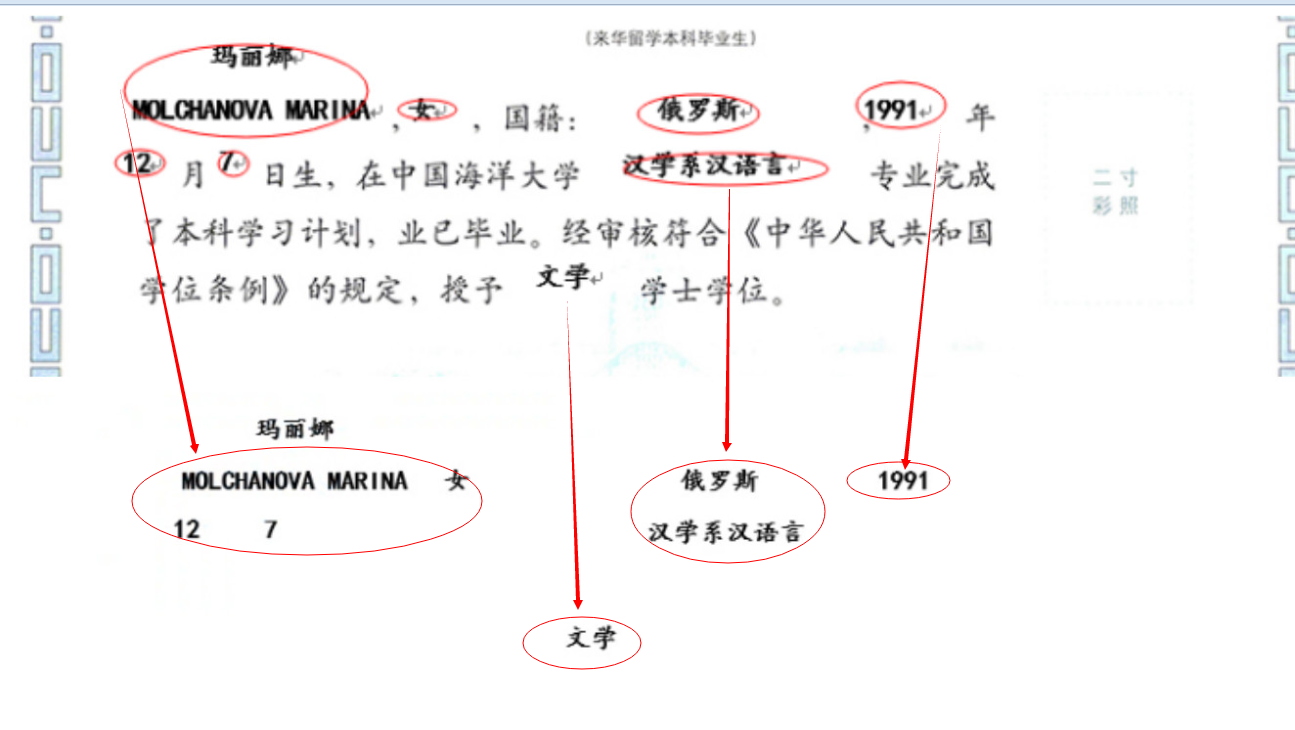 (来华留学本科毕业生)
玛丽娜
MOLCHANOVA MARINA , 女 , 国籍: 俄罗斯 , 1991 年
12 月 7 日生, 在中国海洋大学 汉学系汉语言 专业完成
了本科学习计划, 业已毕业。经审核符合《中华人民共和国
学位条例》的规定, 授予 文学 学士学位。
二寸
彩照
玛丽娜
MOLCHANOVA MARINA 女 俄罗斯 1991
12 7 汉学系汉语言
文学